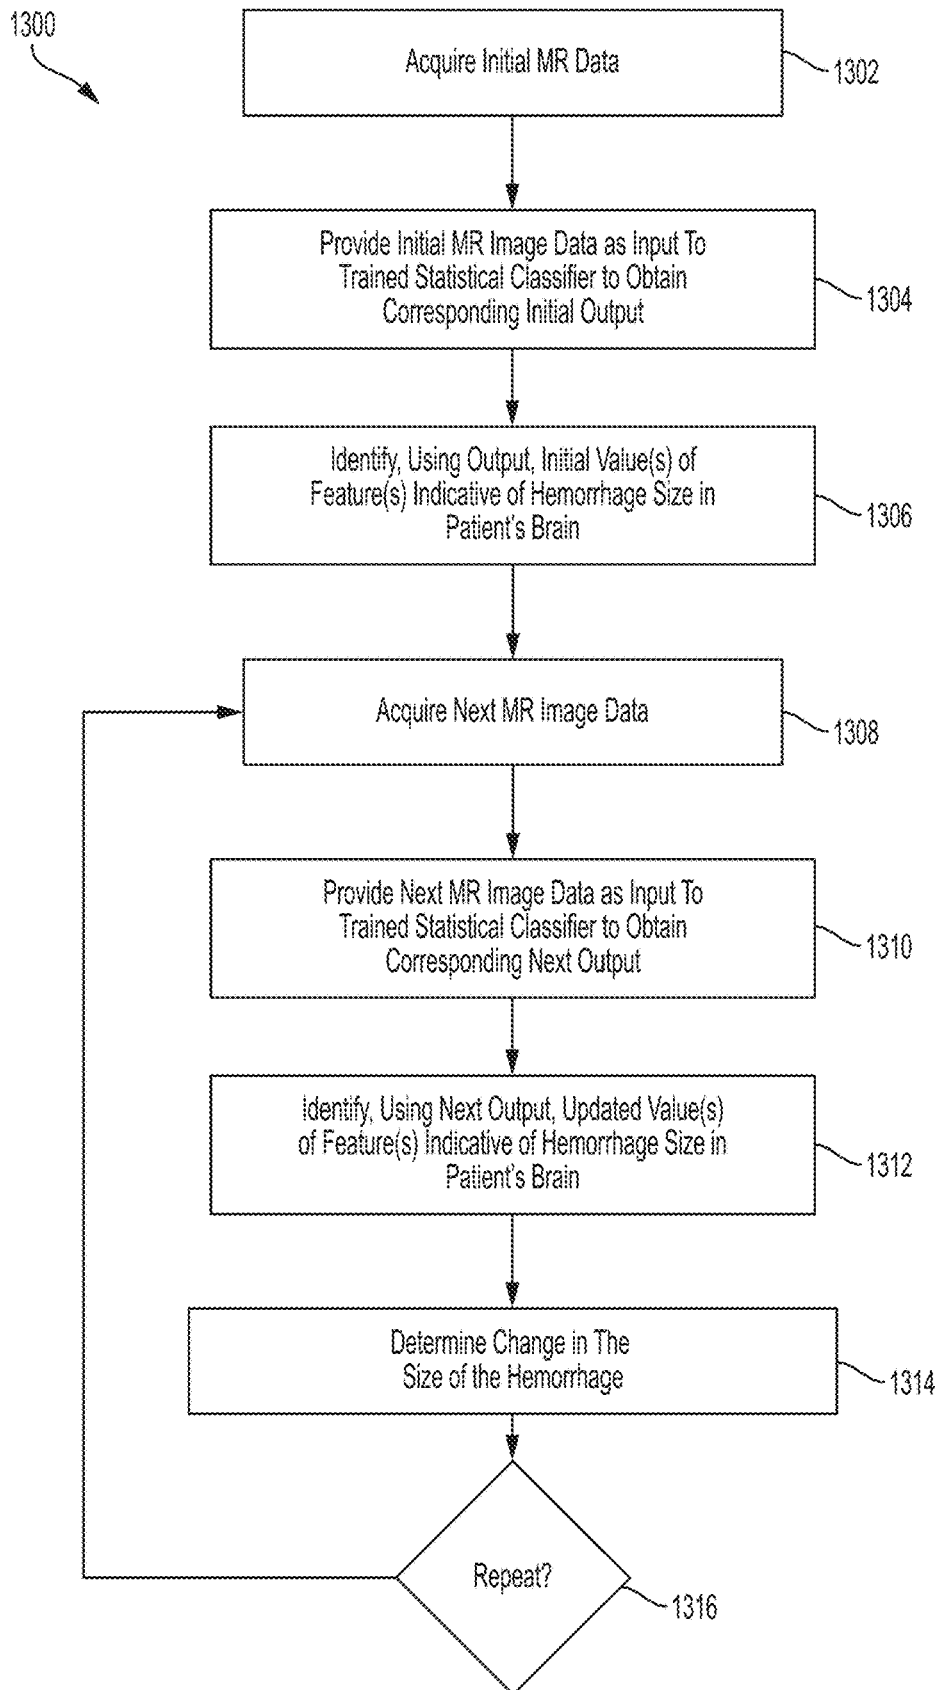 1300
Acquire Initial MR Data
1302
Provide Initial MR Image Data as Input To
Trained Statistical Classifier to Obtain
Corresponding Initial Output
1304
Identify, Using Output, Initial Value(s) of
Feature(s) Indicative of Hemorrhage Size in
Patient's Brain
1306
Acquire Next MR Image Data
1308
Provide Next MR Image Data as Input To
Trained Statistical Classifier to Obtain
Corresponding Next Output
1310
Identify, Using Next Output, Updated Value(s)
of Feature(s) Indicative of Hemorrhage Size in
Patient's Brain
1312
Determine Change in The
Size of the Hemorrhage
1314
Repeat?
1316